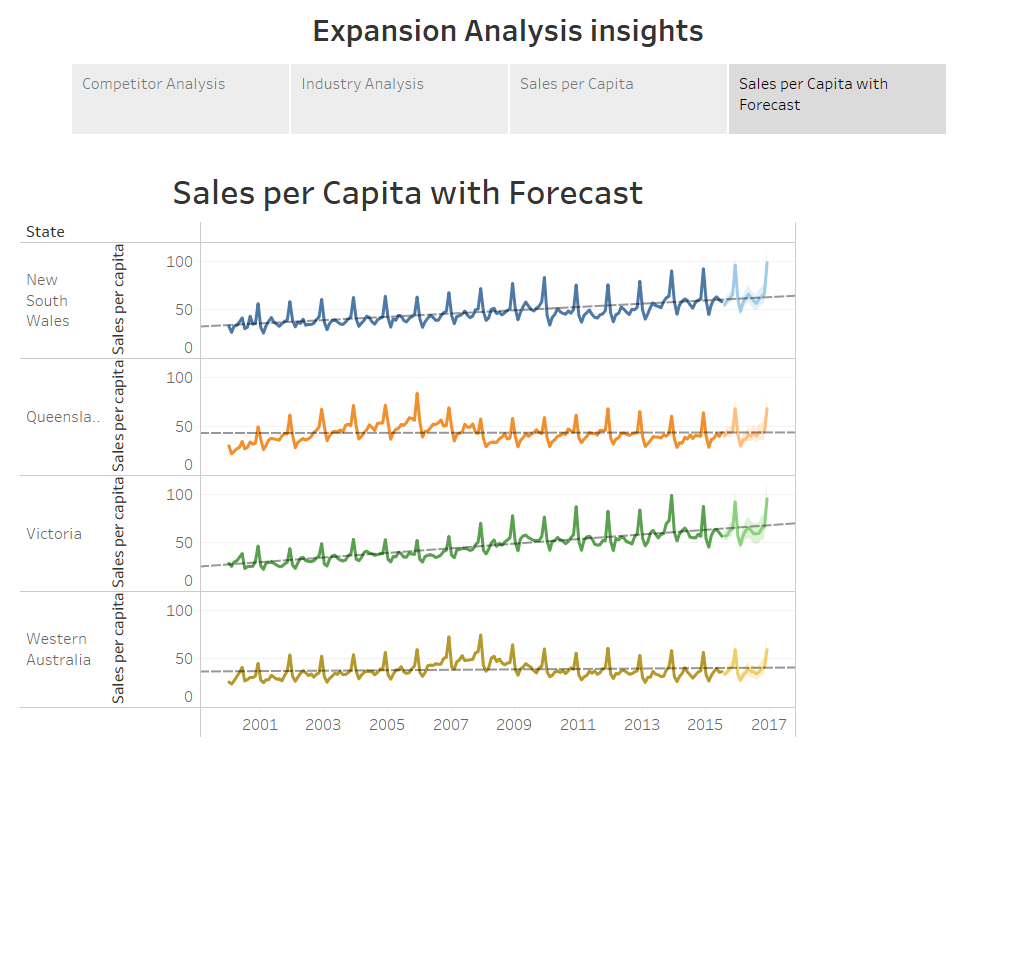 Expansion Analysis insights
Competitor Analysis
Industry Analysis
Sales per Capita
Sales per Capita with
Forecast
Sales per Capita with Forecast
State
New
South
Wales
Sales per capita
100
50
0
Queensla..
Sales per capita
100
50
0
Victoria
Sales per capita
100
50
0
Western
Australia
Sales per capita
100
50
0
2001 2003 2005 2007 2009 2011 2013 2015 2017